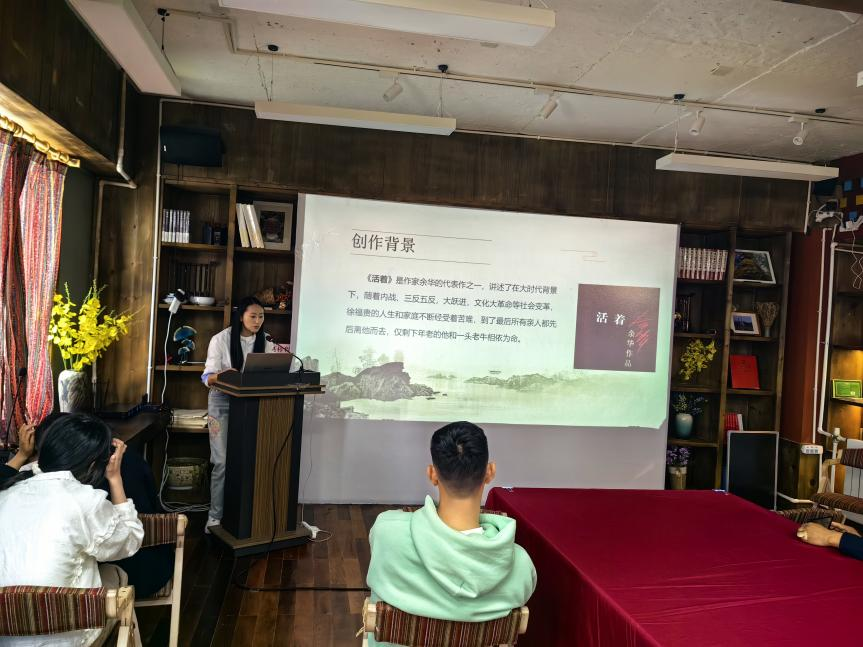 创作背景
《活着》是作家余华的代表作之一，讲述了在大时代背景
下，随着内战、三反五反，大跃进，文化大革命等社会变革，
徐福贵的人生和家庭不断经受着苦难，到了最后所有亲人都先
后离他而去，仅剩下年老的他和一头老牛相依为命。
活着
余华作品